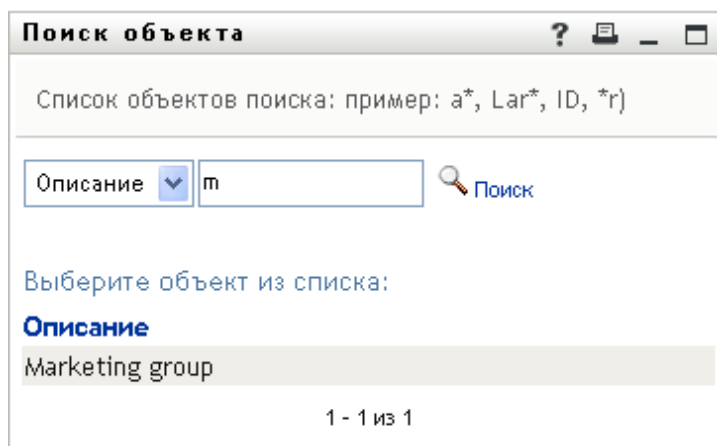 Поиск объекта ?
Список объектов поиска: пример: a*, Lar*, ID, *r)
Описание m Поиск
Выберите объект из списка:
Описание
Marketing group
1 - 1 из 1